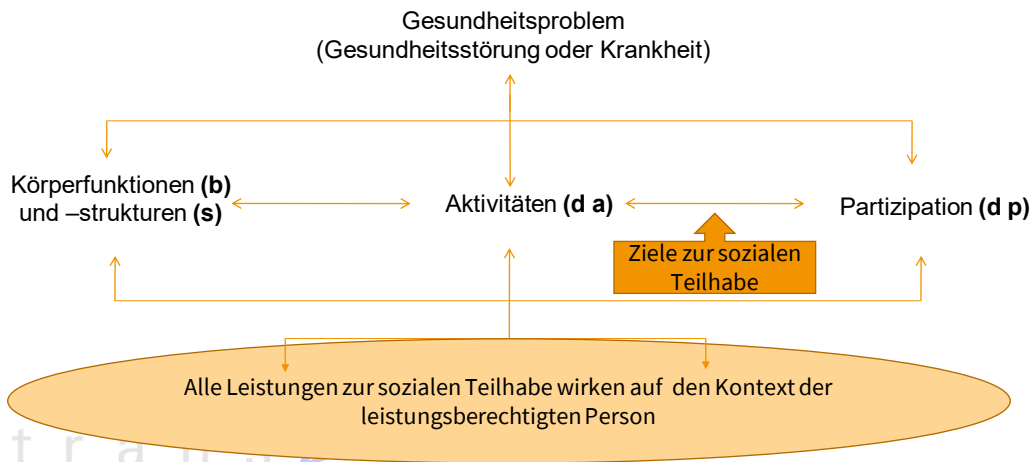 Gesundheitsproblem
(Gesundheitsstörung oder Krankheit)
Körperfunktionen (b)
und –strukturen (s)
Aktivitäten (d a)
Partizipation (d p)
Ziele zur sozialen
Teilhabe
Alle Leistungen zur sozialen Teilhabe wirken auf den Kontext der
leistungsberechtigten Person